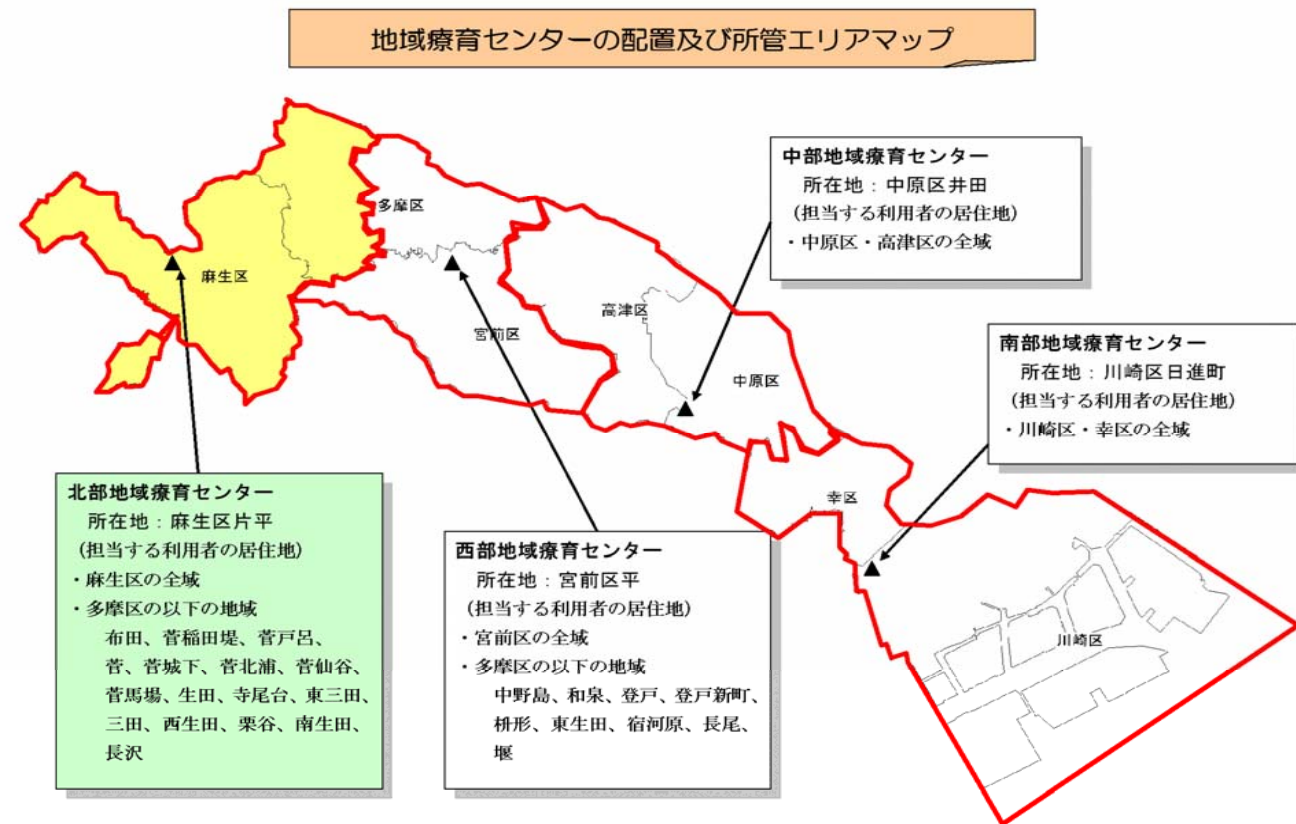 地域療育センターの配置及び所管エリアマップ
中部地域療育センター
所在地：中原区井田
(担当する利用者の居住地)
・中原区・高津区の全域
多摩区
麻生区
高津区
宮前区
中原区
南部地域療育センター
所在地：川崎区日進町
(担当する利用者の居住地)
・川崎区・幸区の全域
幸区
川崎区
北部地域療育センター
所在地：麻生区片平
(担当する利用者の居住地)
・麻生区の全域
・多摩区の以下の地域
布田、菅稲田堤、菅戸呂、
菅、菅城下、菅北浦、菅仙谷、
菅馬場、生田、寺尾台、東三田、
三田、西生田、栗谷、南生田、
長沢
西部地域療育センター
所在地：宮前区平
(担当する利用者の居住地)
・宮前区の全域
・多摩区の以下の地域
中野島、和泉、登戸、登戸新町、
枡形、東生田、宿河原、長尾、
堰